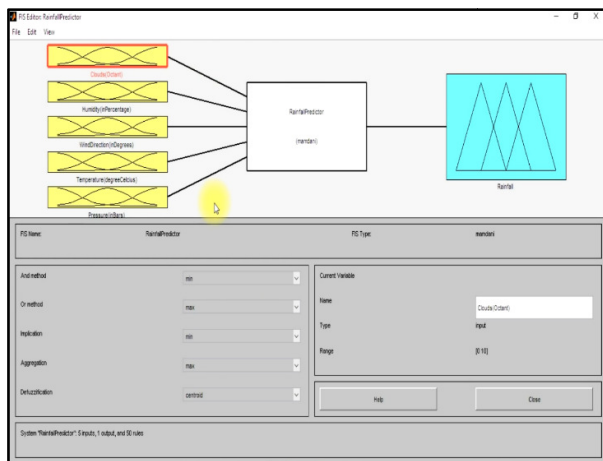 FIS Editor: RainfallPredictor
File Edit View
Clouds(Octant)
Humidity(inPercentage)
WindDirection(inDegrees)
Temperature(degreeCelcius)
Pressure(inBars)
RainfallPredictor
(mamdani)
Rainfall
FIS Name: RainfallPredictor FIS Type: mamdani
And method min
Or method max
Implication min
Aggregation max
Defuzzification centroid
Current Variable
Name Clouds(Octant)
Type input
Range [0 10]
Help Close
System "RainfallPredictor": 5 inputs, 1 output, and 50 rules